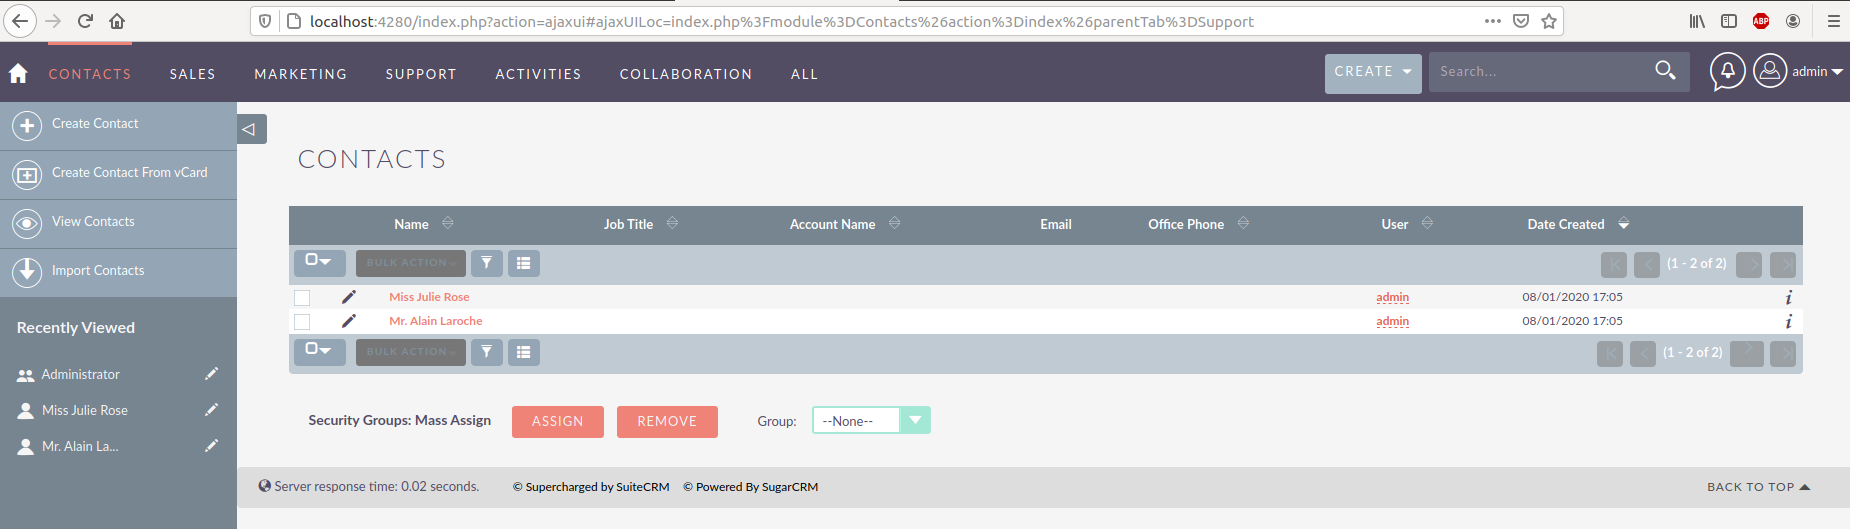 localhost:4280/index.php?action=ajaxui#ajaxUILoc=index.php%3Fmodule%3DContacts%26action%3Dindex%26parentTab%3DSupport
ABP
CONTACTS SALES MARKETING SUPPORT ACTIVITIES COLLABORATION ALL CREATE Search... admin
Create Contact
Create Contact From vCard
View Contacts
Import Contacts
Recently Viewed
Administrator
Miss Julie Rose
Mr. Alain La...
CONTACTS
Name Job Title Account Name Email Office Phone User Date Created
BULK ACTION (1 - 2 of 2)
Miss Julie Rose admin 08/01/2020 17:05
Mr. Alain Laroche admin 08/01/2020 17:05
BULK ACTION (1 - 2 of 2)
Security Groups: Mass Assign ASSIGN REMOVE Group: --None--
Server response time: 0.02 seconds. © Supercharged by SuiteCRM © Powered By SugarCRM BACK TO TOP